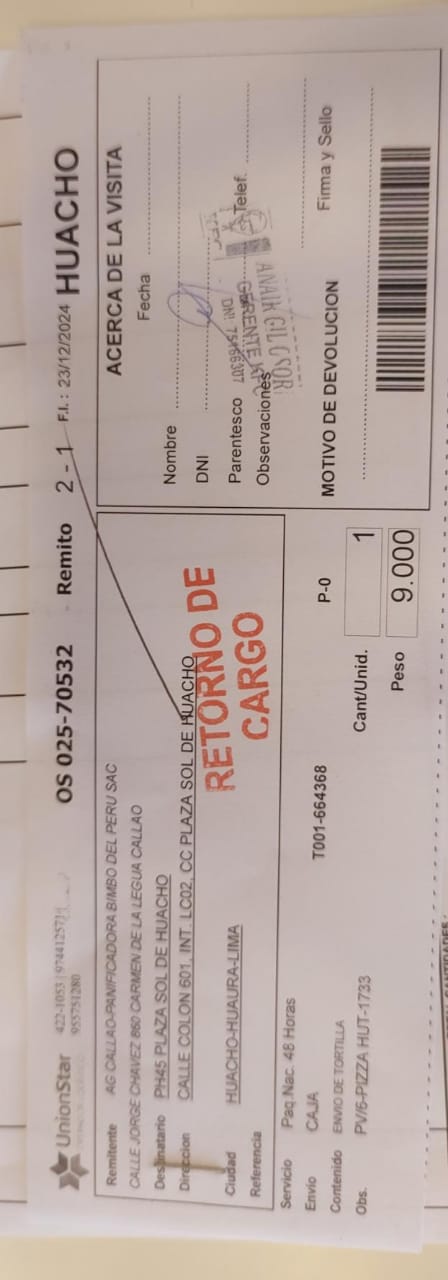 UnionStar
422-1053 | 974412571
955751280
OS 025-70532 Remito 2 - 1 F.I.: 23/12/2024 HUACHO
Remitente AG CALLAO-PANIFICADORA BIMBO DEL PERU SAC
CALLE JORGE CHAVEZ 860 CARMEN DE LA LEGUA CALLAO
Destinatario PH45 PLAZA SOL DE HUACHO
Direccion CALLE COLON 601, INT. LC02, CC PLAZA SOL DE HUACHO
Ciudad HUACHO-HUAURA-LIMA
Referencia
RETORNO DE
CARGO
Servicio Paq.Nac. 48 Horas
Envío CAJA T001-664368 P-0
Contenido ENVIO DE TORTILLA
Obs. PV/6-PIZZA HUT-1733
Cant/Unid. 1
Peso 9.000
ACERCA DE LA VISITA
Fecha
Nombre
DNI
Parentesco Telef.
Observaciones
ANAIK GIL
GERENTE
DNI:
MOTIVO DE DEVOLUCION Firma y Sello